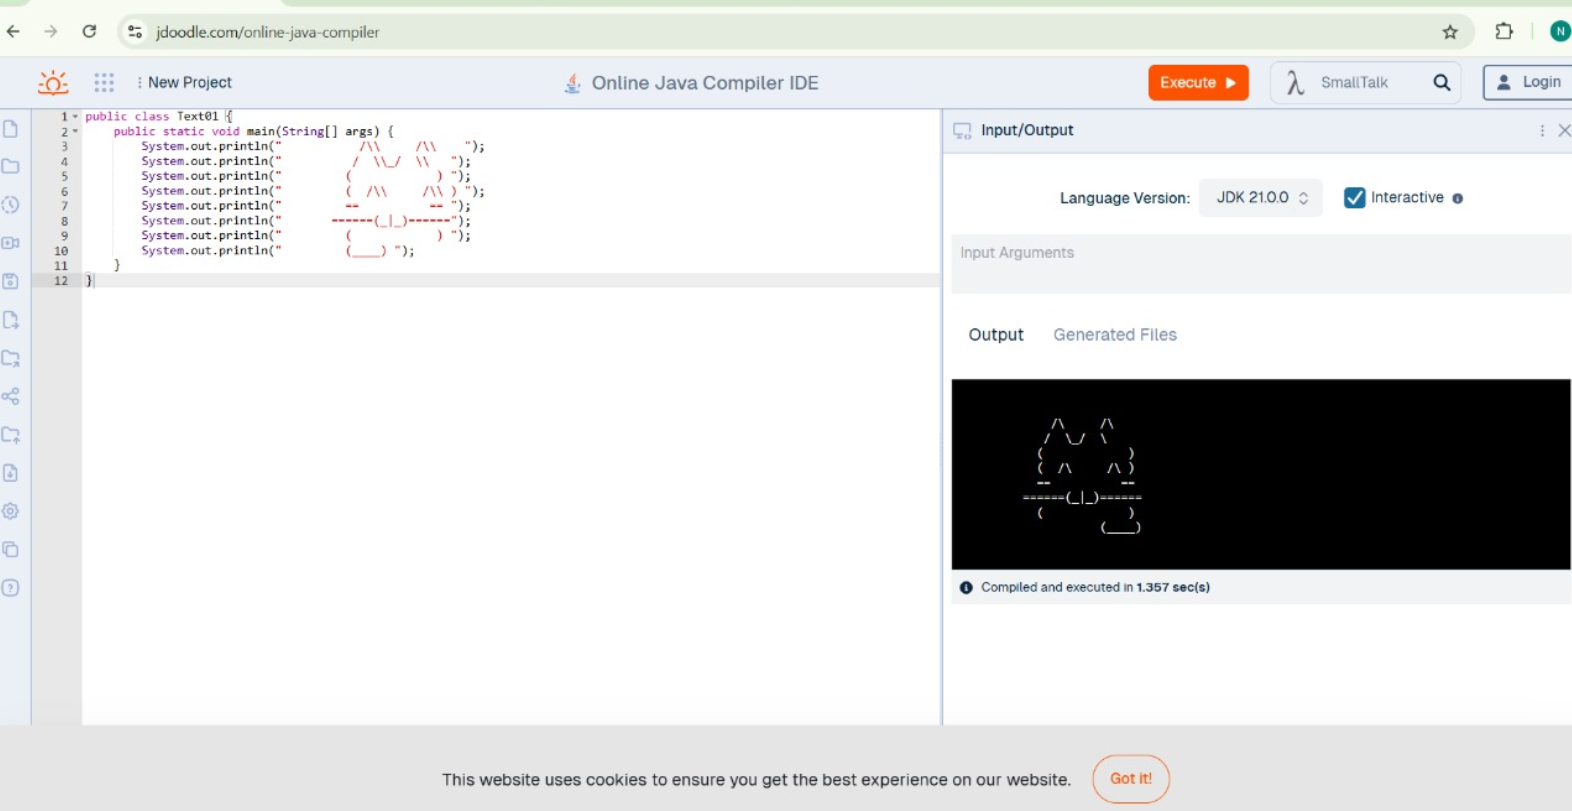 jdoodle.com/online-java-compiler
N
New Project
Online Java Compiler IDE
Execute
SmallTalk
Login
1 public class Text01 {
2     public static void main(String[] args) {
3         System.out.println("           /\\     /\\    ");
4         System.out.println("          /  \\_/  \\   ");
5         System.out.println("         (            ) ");
6         System.out.println("         (  /\\     /\\ ) ");
7         System.out.println("         --          -- ");
8         System.out.println("       ------(_|_)------");
9         System.out.println("         (            ) ");
10         System.out.println("         (____) ");
11     }
12 }
Input/Output
Language Version: JDK 21.0.0 Interactive
Input Arguments
Output Generated Files
  /\     /\
 /  \_/  \
(            )
(  /\     /\ )
--          --
------(_|_)------
(            )
         (____)
Compiled and executed in 1.357 sec(s)
This website uses cookies to ensure you get the best experience on our website.
Got it!